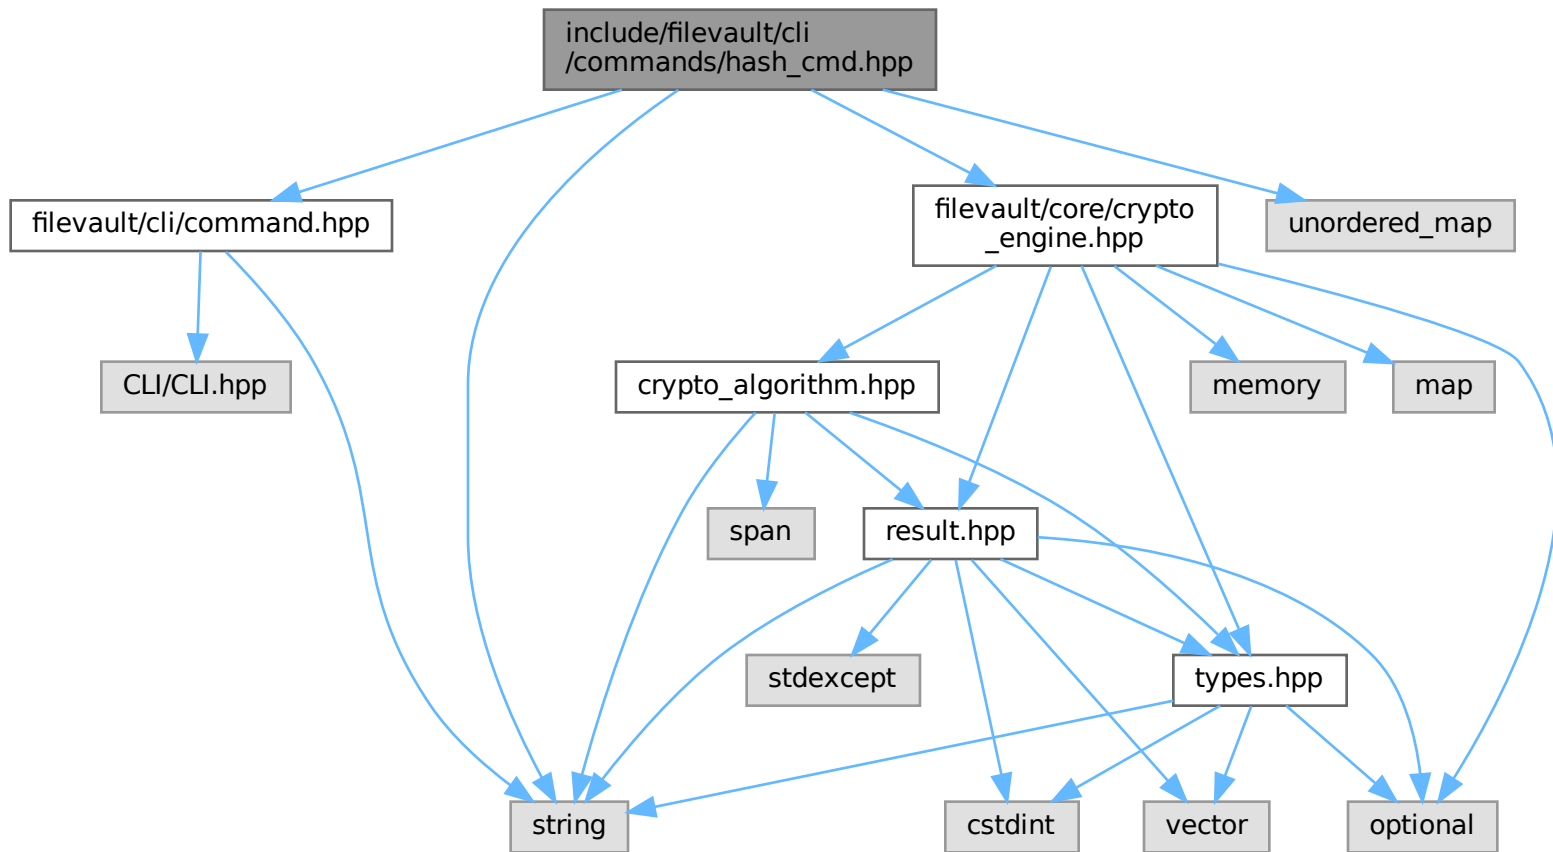 include/filevault/cli
/commands/hash_cmd.hpp
filevault/cli/command.hpp
filevault/core/crypto
_engine.hpp
unordered_map
CLI/CLI.hpp
crypto_algorithm.hpp
memory
map
span
result.hpp
stdexcept
types.hpp
string
cstdint
vector
optional